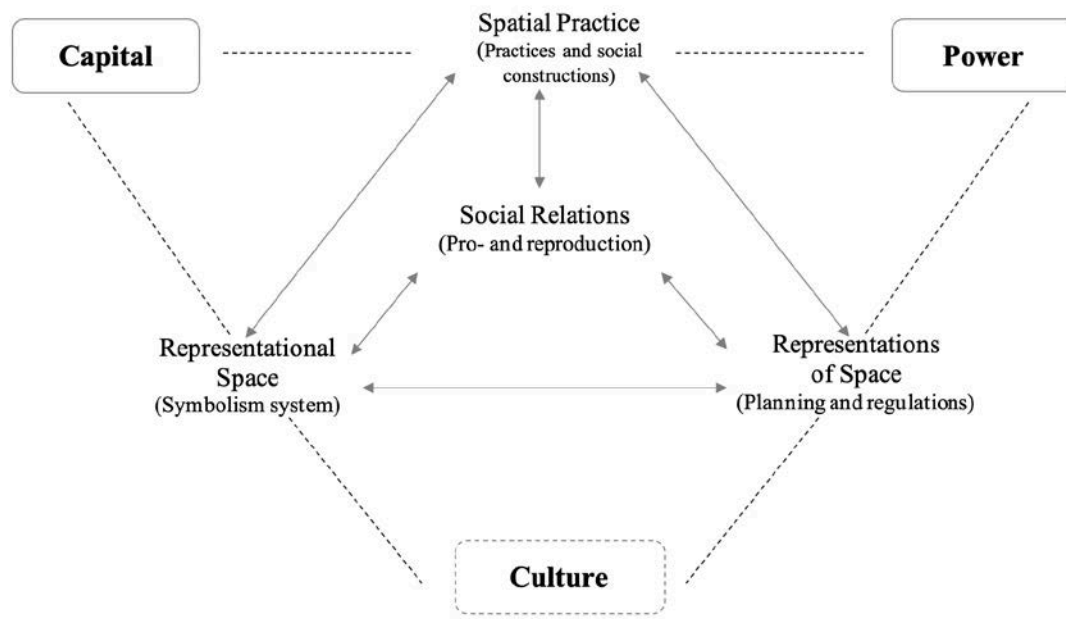 Capital
Spatial Practice
(Practices and social
constructions)
Power
Social Relations
(Pro- and reproduction)
Representational
Space
(Symbolism system)
Representations
of Space
(Planning and regulations)
Culture